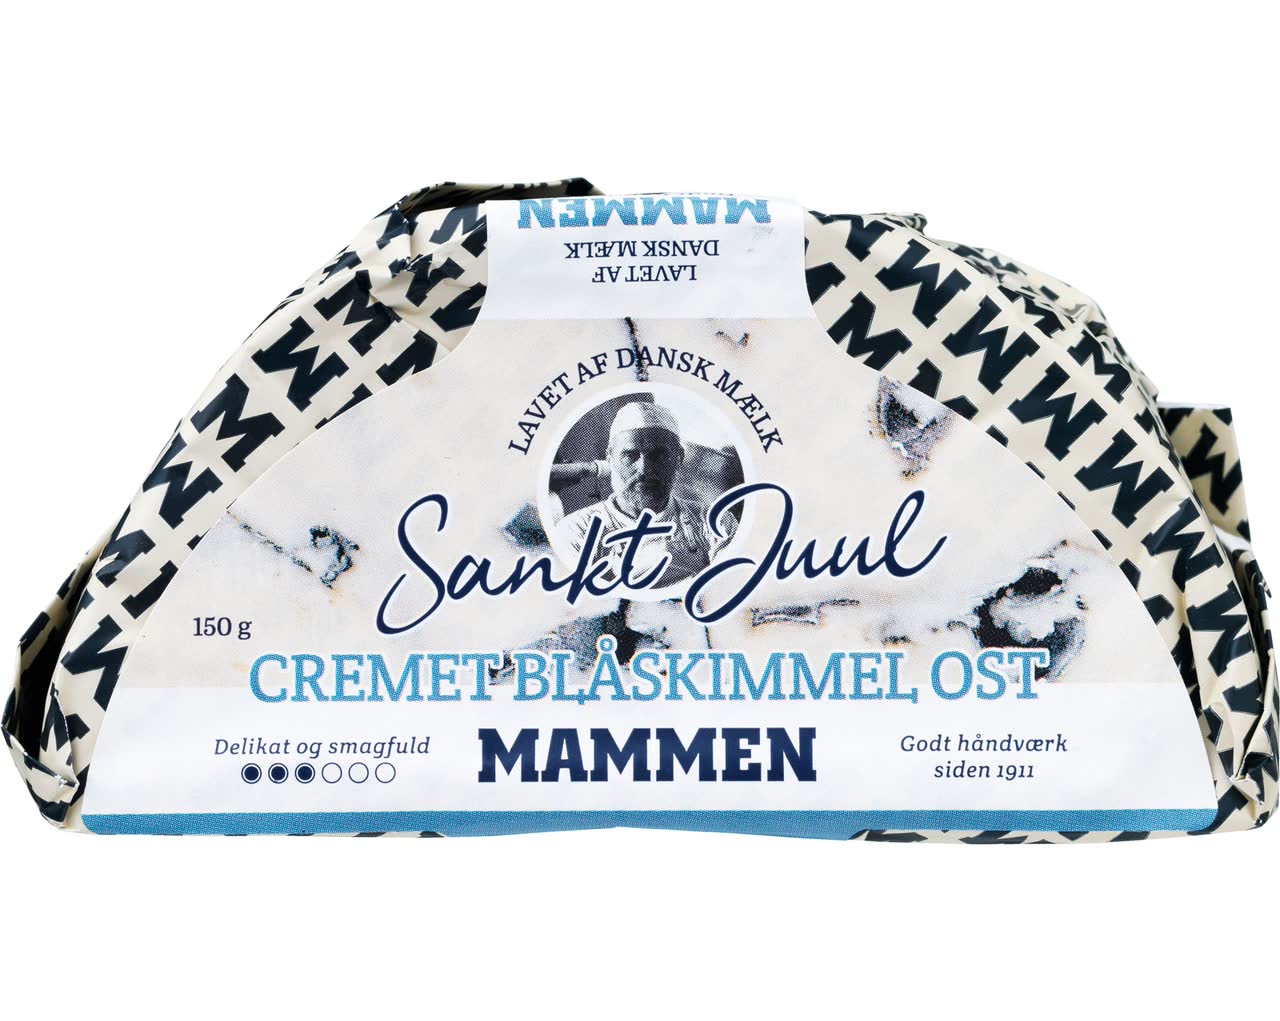 MAMMEN
LAVET AF
DANSK MÆLK
LAVET AF DANSK MÆLK
Sankt Juul
150 g
CREMET BLÅSKIMMEL OST
Delikat og smagfuld
MAMMEN
Godt håndværk
siden 1911